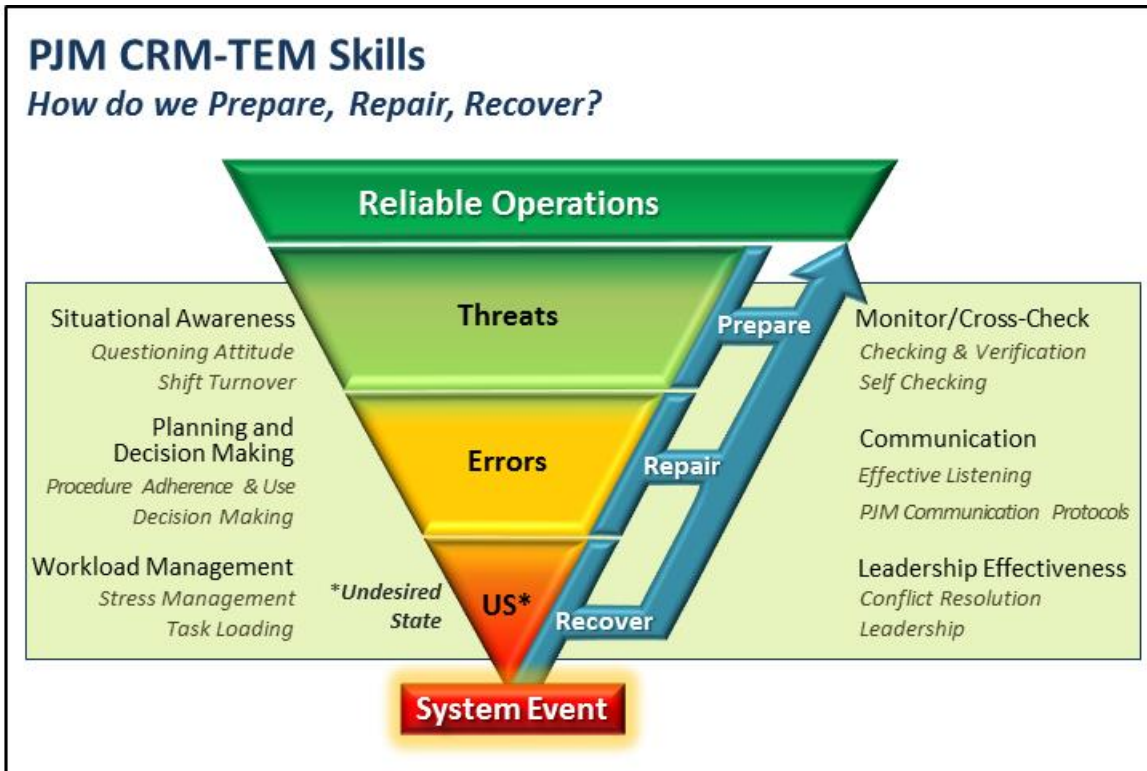 PJM CRM-TEM Skills
How do we Prepare, Repair, Recover?
Reliable Operations
Situational Awareness
Questioning Attitude
Shift Turnover
Planning and
Decision Making
Procedure Adherence & Use
Decision Making
Workload Management
Stress Management
Task Loading
*Undesired
State
Threats
Errors
US*
System Event
Prepare
Repair
Recover
Monitor/Cross-Check
Checking & Verification
Self Checking
Communication
Effective Listening
PJM Communication Protocols
Leadership Effectiveness
Conflict Resolution
Leadership